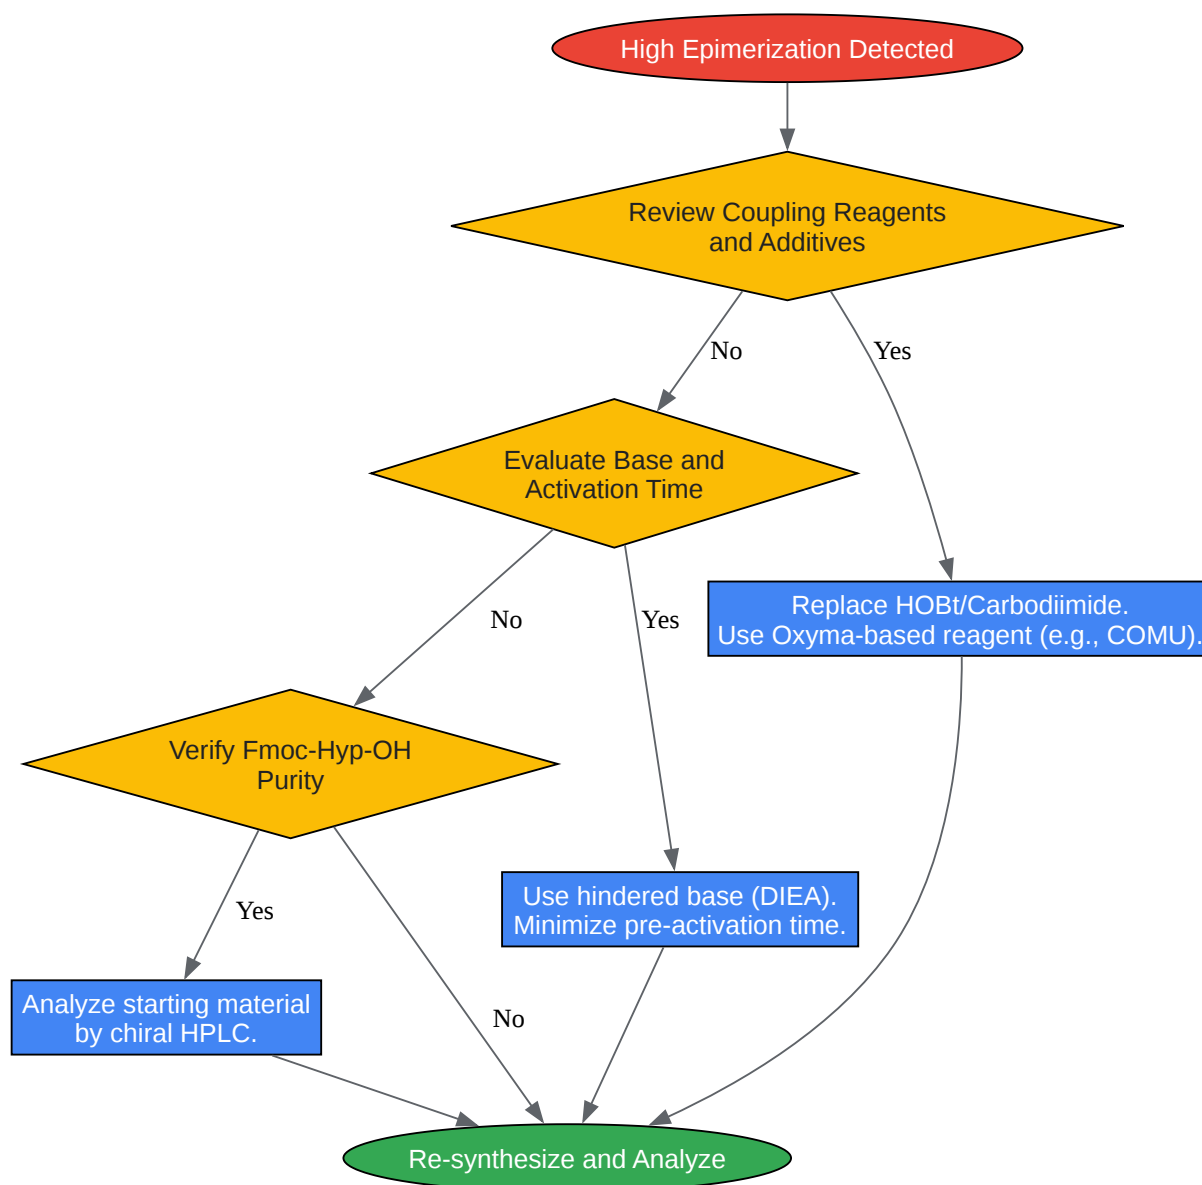 High Epimerization Detected
Review Coupling Reagents
and Additives
No
Yes
Evaluate Base and
Activation Time
Replace HOBt/Carbodiimide.
Use Oxyma-based reagent (e.g., COMU).
No
Yes
Verify Fmoc-Hyp-OH
Purity
Use hindered base (DIEA).
Minimize pre-activation time.
Yes
Analyze starting material
by chiral HPLC.
No
Re-synthesize and Analyze